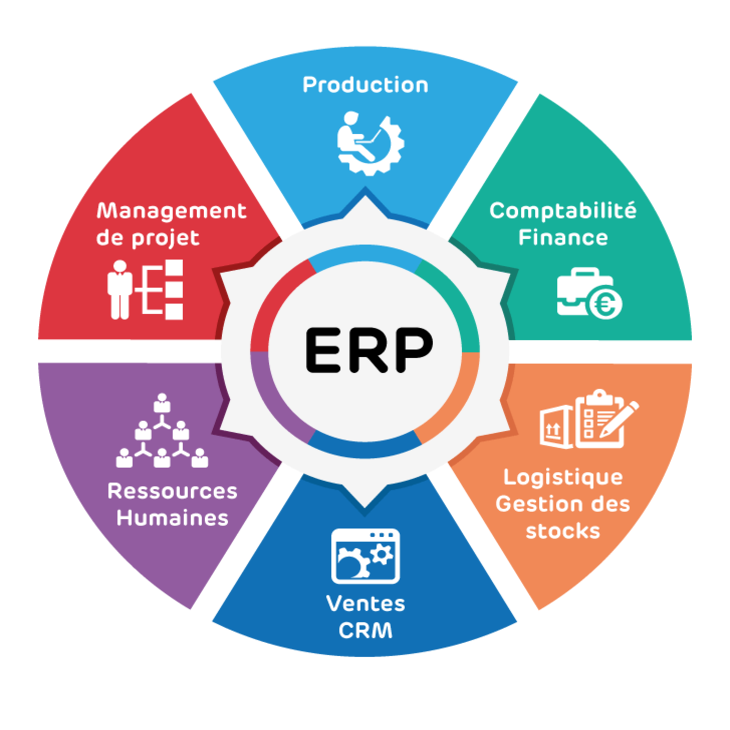 Production
Comptabilité
Finance
Management
de projet
ERP
Ressources
Humaines
Logistique
Gestion des
stocks
Ventes
CRM